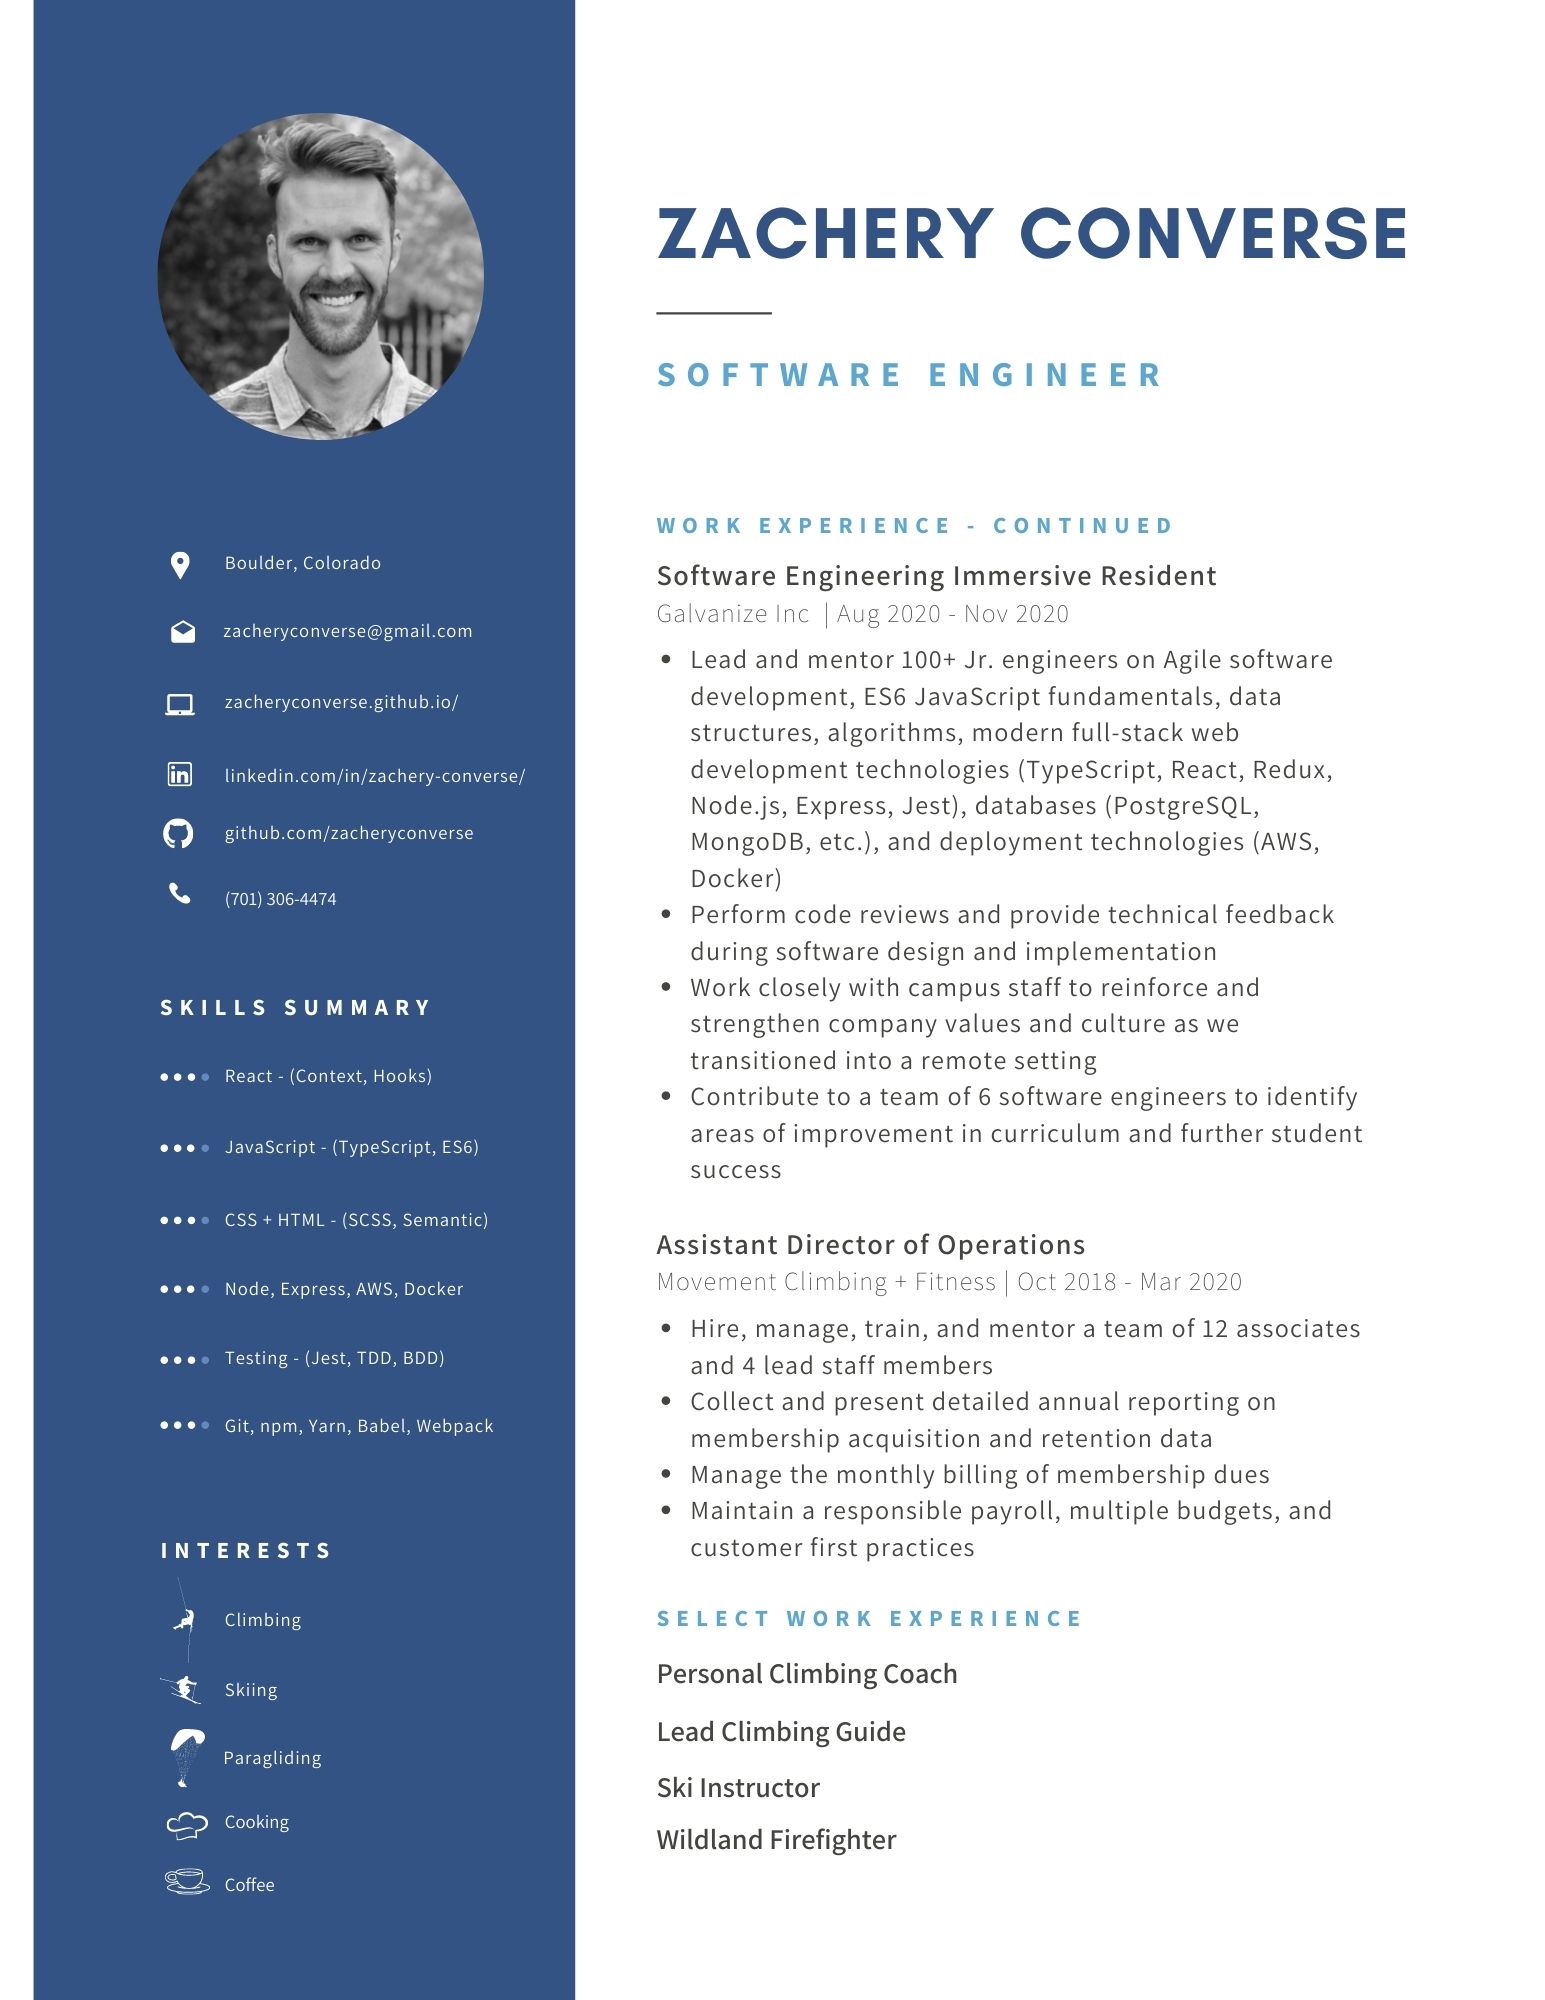 ZACHERY CONVERSE
SOFTWARE ENGINEER
Boulder, Colorado
zacheryconverse@gmail.com
zacheryconverse.github.io/
linkedin.com/in/zachery-converse/
github.com/zacheryconverse
(701) 306-4474
SKILLS SUMMARY
React - (Context, Hooks)
JavaScript - (TypeScript, ES6)
CSS + HTML - (SCSS, Semantic)
Node, Express, AWS, Docker
Testing - (Jest, TDD, BDD)
Git, npm, Yarn, Babel, Webpack
INTERESTS
Climbing
Skiing
Paragliding
Cooking
Coffee
WORK EXPERIENCE - CONTINUED
Software Engineering Immersive Resident
Galvanize Inc | Aug 2020 - Nov 2020
• Lead and mentor 100+ Jr. engineers on Agile software
development, ES6 JavaScript fundamentals, data
structures, algorithms, modern full-stack web
development technologies (TypeScript, React, Redux,
Node.js, Express, Jest), databases (PostgreSQL,
MongoDB, etc.), and deployment technologies (AWS,
Docker)
• Perform code reviews and provide technical feedback
during software design and implementation
• Work closely with campus staff to reinforce and
strengthen company values and culture as we
transitioned into a remote setting
• Contribute to a team of 6 software engineers to identify
areas of improvement in curriculum and further student
success
Assistant Director of Operations
Movement Climbing + Fitness | Oct 2018 - Mar 2020
• Hire, manage, train, and mentor a team of 12 associates
and 4 lead staff members
• Collect and present detailed annual reporting on
membership acquisition and retention data
• Manage the monthly billing of membership dues
• Maintain a responsible payroll, multiple budgets, and
customer first practices
SELECT WORK EXPERIENCE
Personal Climbing Coach
Lead Climbing Guide
Ski Instructor
Wildland Firefighter